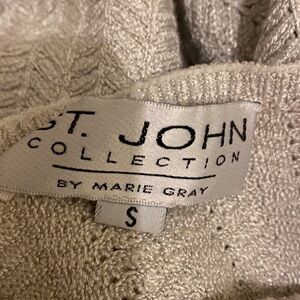 ST. JOHN
COLLECTION
BY MARIE GRAY
S